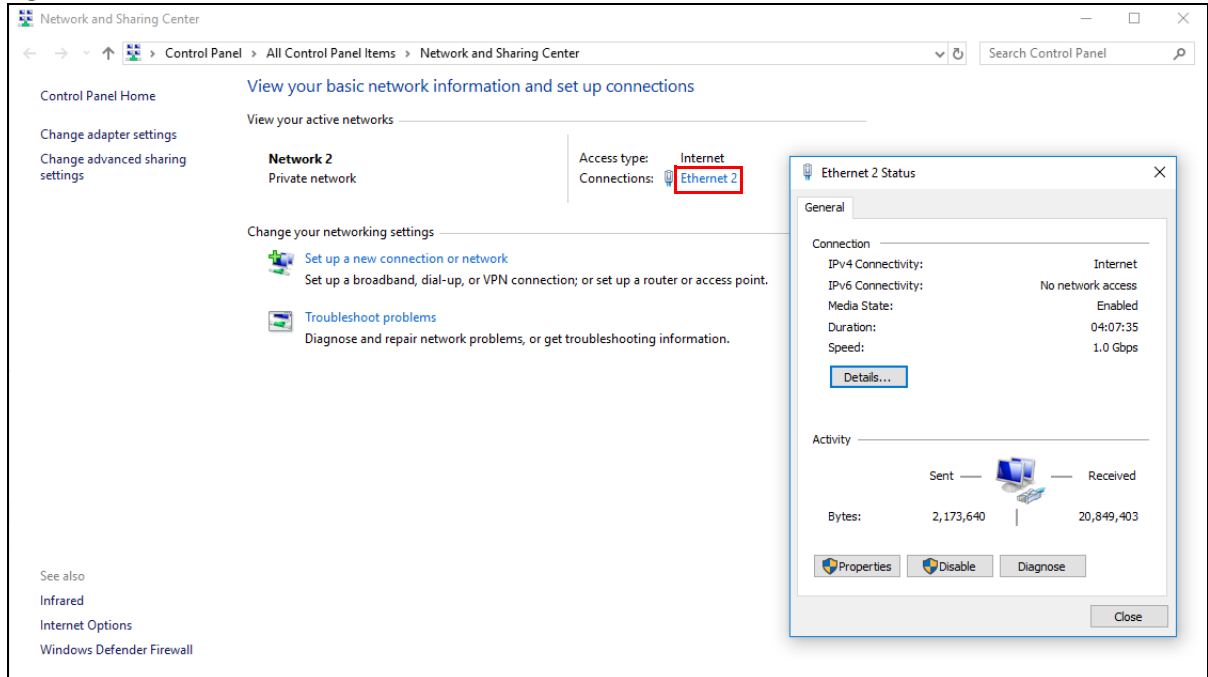 Network and Sharing Center
Control Panel > All Control Panel Items > Network and Sharing Center
Search Control Panel
Control Panel Home
Change adapter settings
Change advanced sharing
settings
See also
Infrared
Internet Options
Windows Defender Firewall
View your basic network information and set up connections
View your active networks
Network 2
Private network
Access type: Internet
Connections: Ethernet 2
Change your networking settings
Set up a new connection or network
Set up a broadband, dial-up, or VPN connection; or set up a router or access point.
Troubleshoot problems
Diagnose and repair network problems, or get troubleshooting information.
Ethernet 2 Status
General
Connection
IPv4 Connectivity: Internet
IPv6 Connectivity: No network access
Media State: Enabled
Duration: 04:07:35
Speed: 1.0 Gbps
Details...
Activity
Sent — Received
Bytes: 2,173,640 | 20,849,403
Properties Disable Diagnose
Close